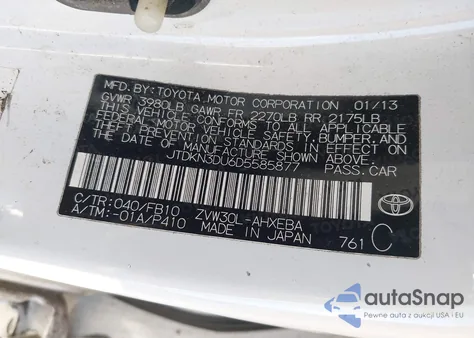 MFD. BY: TOYOTA MOTOR CORPORATION 01/13
GVWR 3980LB GAWR FR 2270LB RR 2175LB
THIS VEHICLE CONFORMS TO ALL APPLICABLE
FEDERAL MOTOR VEHICLE SAFETY, BUMPER, AND
THEFT PREVENTION STANDARDS IN EFFECT ON
THE DATE OF MANUFACTURE SHOWN ABOVE.
JTDKN3DU6D5585877 PASS. CAR
C/TR: 040/FB10 ZVW30L-AHXEBA
A/TM: -01A/P410 MADE IN JAPAN 761 C
TOYOTA
autoSnap
Pewne auta z USA i EU